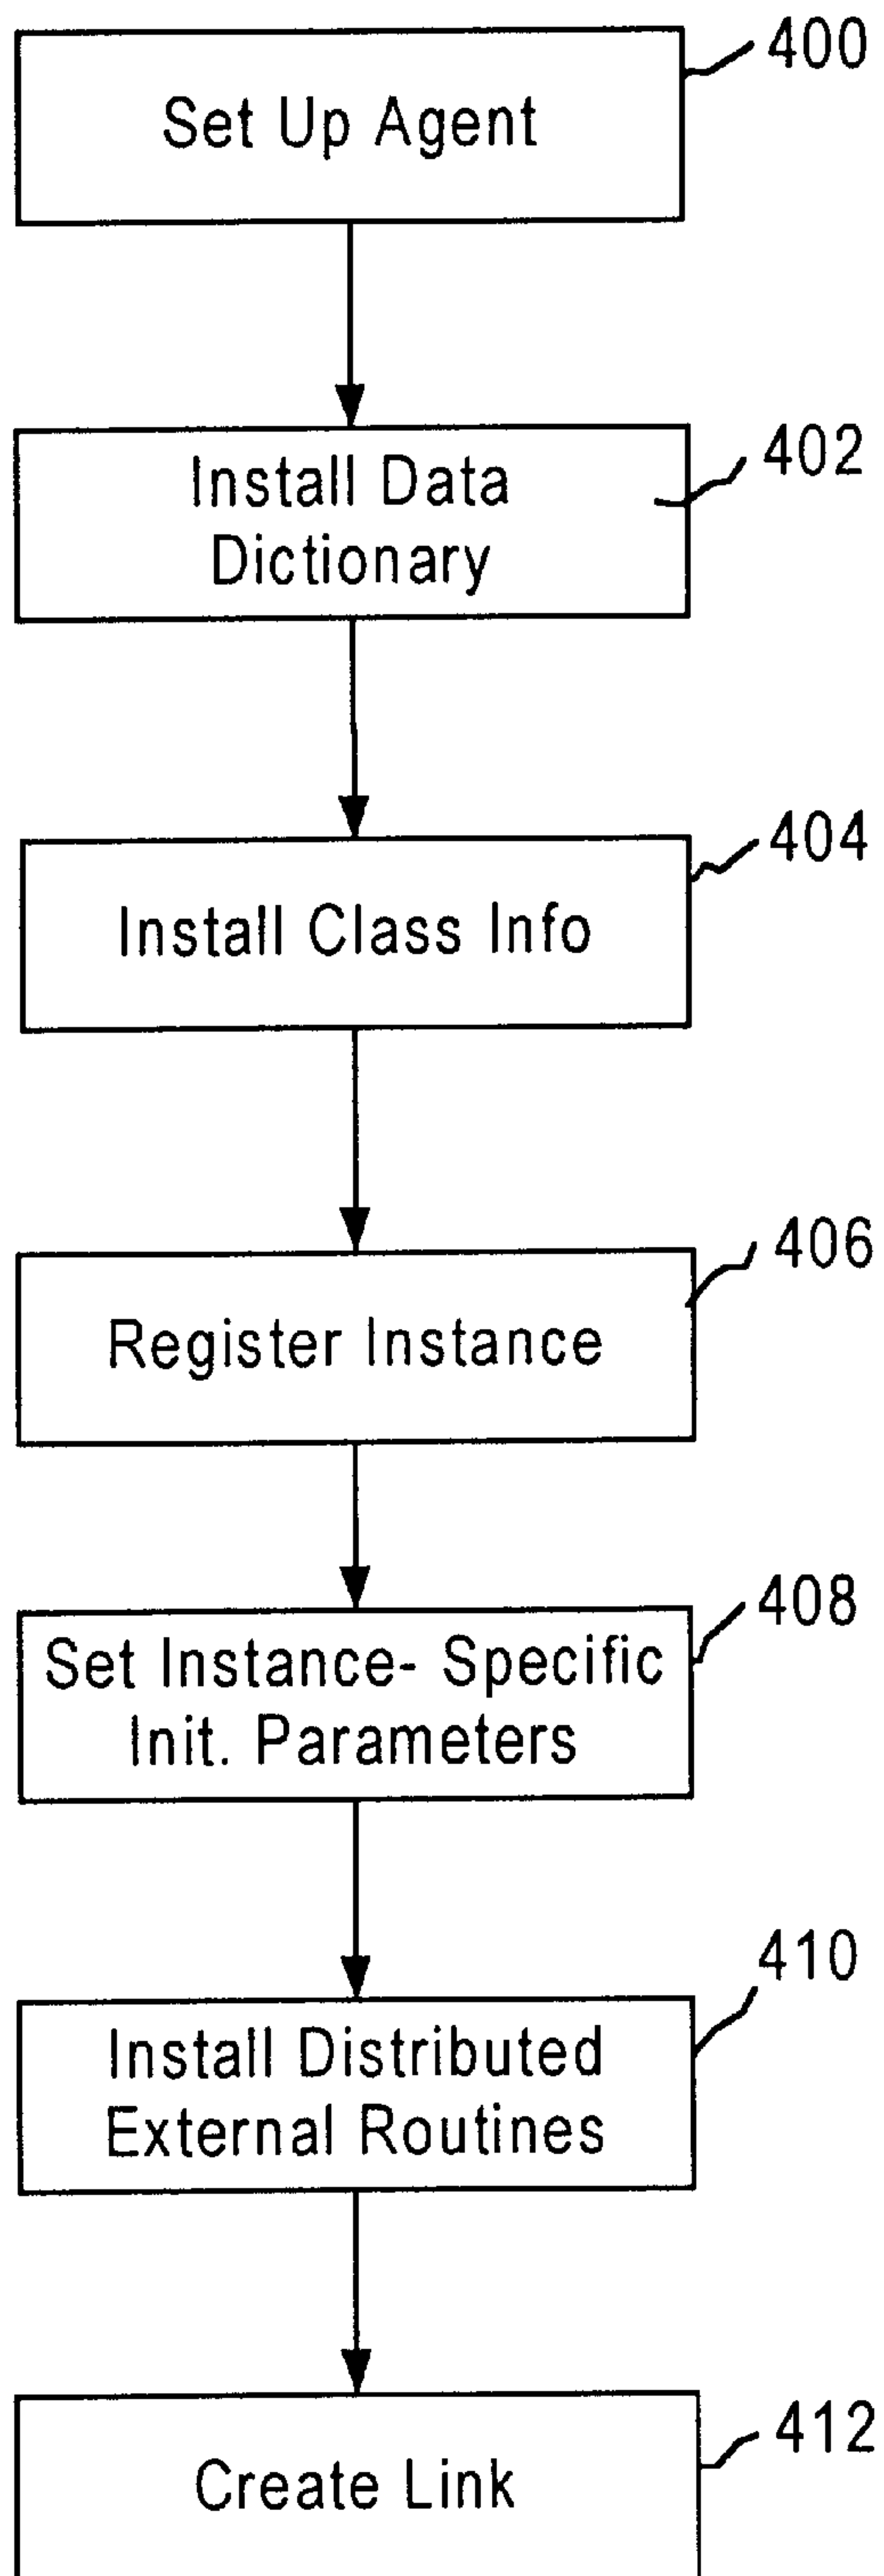 400
Set Up Agent
402
Install Data
Dictionary
404
Install Class Info
406
Register Instance
408
Set Instance- Specific
Init. Parameters
410
Install Distributed
External Routines
412
Create Link